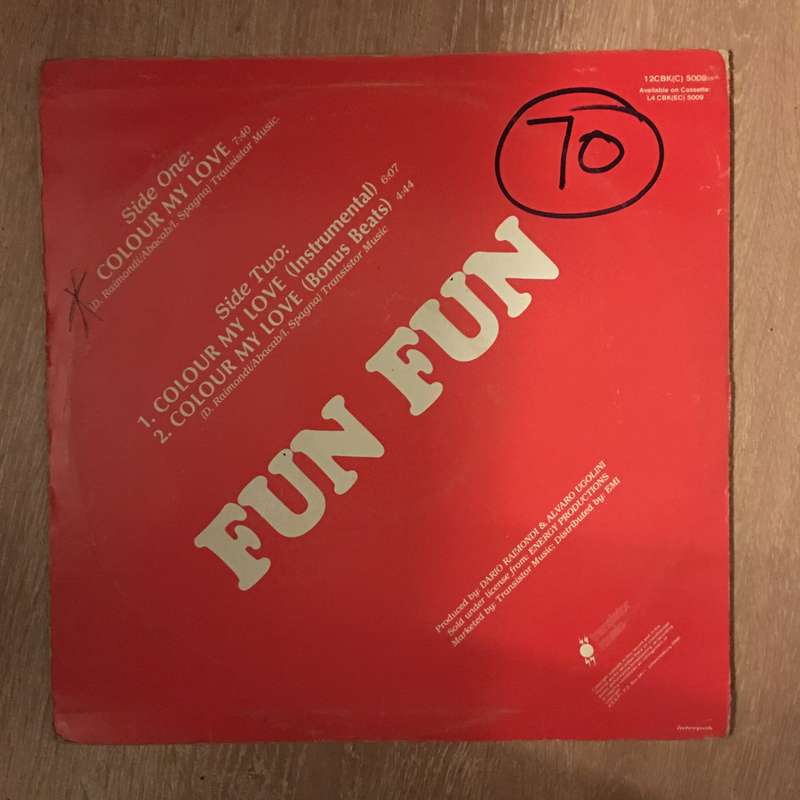 12CBK(C) 5009
Available on Cassette:
L4 CBK(EC) 5009
70
Side One:
COLOUR MY LOVE 7:40
(D. Raimondi/Abacab/I. Spagna) Transistor Music.
Side Two:
1. COLOUR MY LOVE (Instrumental) 6:07
2. COLOUR MY LOVE (Bonus Beats) 4:44
(D. Raimondi/Abacab/I. Spagna) Transistor Music
FUN FUN
Produced by: DARIO RAIMONDI & ALVARO UGOLINI
Sold under license from: ENERGY PRODUCTIONS
Marketed by: Transistor Music; Distributed by: EMI